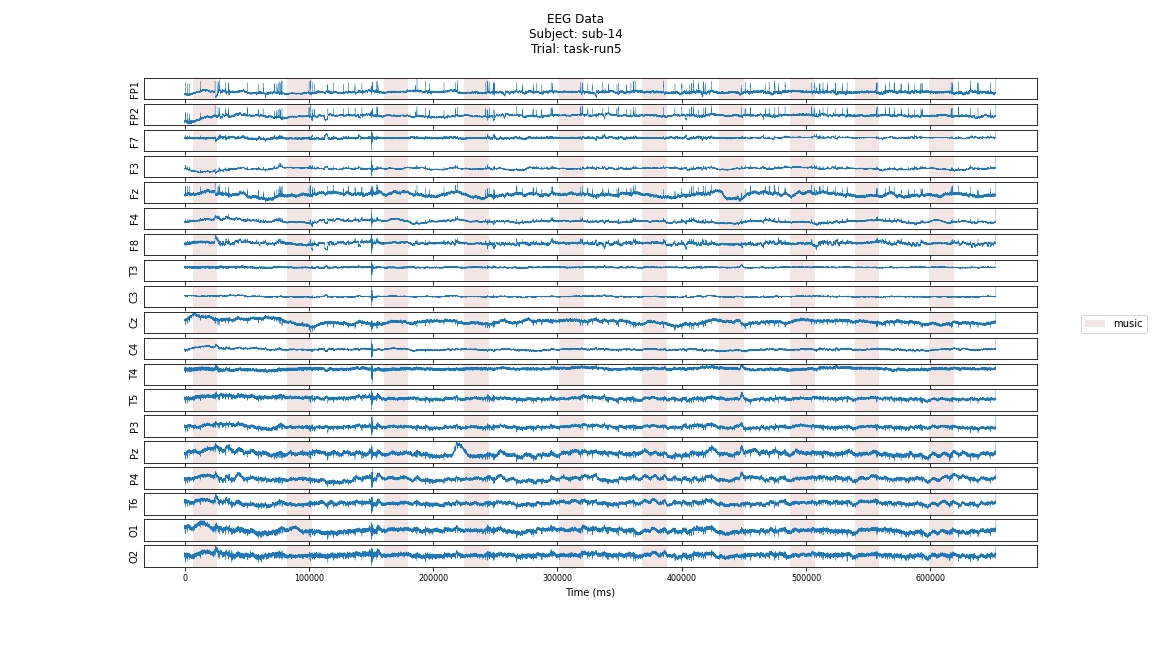 EEG Data
Subject: sub-14
Trial: task-run5
FP1
FP2
F7
F3
Fz
F4
F8
T3
C3
Cz
C4
T4
T5
P3
Pz
P4
T6
O1
O2
0 100000 200000 300000 400000 500000 600000
Time (ms)
music